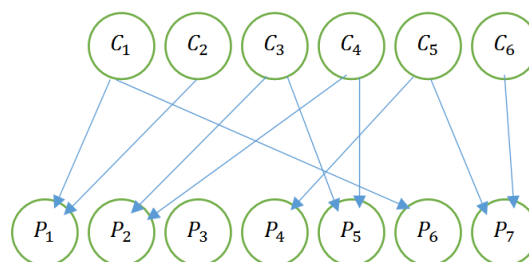 C₁ C₂ C₃ C₄ C₅ C₆
P₁ P₂ P₃ P₄ P₅ P₆ P₇